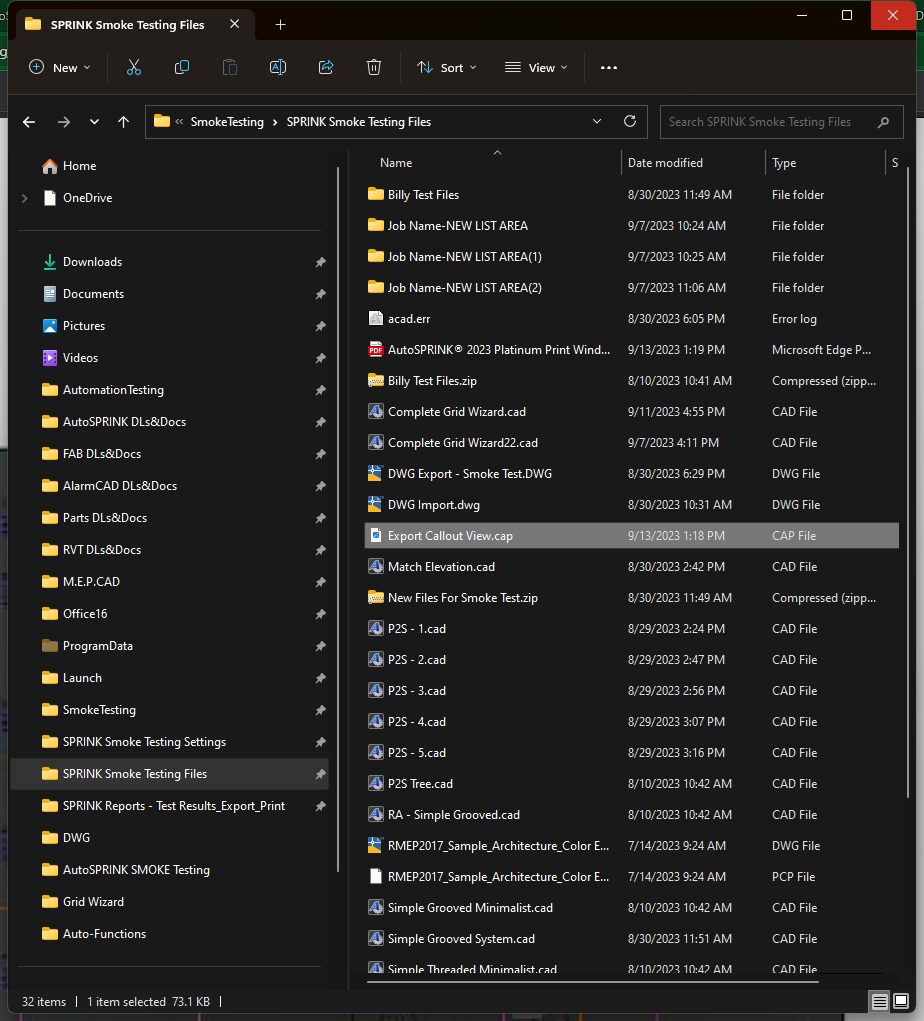 SPRINK Smoke Testing Files
New
Sort
View
SmokeTesting > SPRINK Smoke Testing Files
Search SPRINK Smoke Testing Files
Home
OneDrive
Downloads
Documents
Pictures
Videos
AutomationTesting
AutoSPRINK DLs&Docs
FAB DLs&Docs
AlarmCAD DLs&Docs
Parts DLs&Docs
RVT DLs&Docs
M.E.P.CAD
Office16
ProgramData
Launch
SmokeTesting
SPRINK Smoke Testing Settings
SPRINK Smoke Testing Files
SPRINK Reports - Test Results_Export_Print
DWG
AutoSPRINK SMOKE Testing
Grid Wizard
Auto-Functions
Name Date modified Type S
Billy Test Files 8/30/2023 11:49 AM File folder
Job Name-NEW LIST AREA 9/7/2023 10:24 AM File folder
Job Name-NEW LIST AREA(1) 9/7/2023 10:25 AM File folder
Job Name-NEW LIST AREA(2) 9/7/2023 11:06 AM File folder
acad.err 8/30/2023 6:05 PM Error log
PDF AutoSPRINK® 2023 Platinum Print Wind... 9/13/2023 1:19 PM Microsoft Edge P...
Billy Test Files.zip 8/10/2023 10:41 AM Compressed (zipp...
Complete Grid Wizard.cad 9/11/2023 4:55 PM CAD File
Complete Grid Wizard22.cad 9/7/2023 4:11 PM CAD File
DWG Export - Smoke Test.DWG 8/30/2023 6:29 PM DWG File
DWG Import.dwg 8/30/2023 10:31 AM DWG File
Export Callout View.cap 9/13/2023 1:18 PM CAP File
Match Elevation.cad 8/30/2023 2:42 PM CAD File
New Files For Smoke Test.zip 8/30/2023 11:49 AM Compressed (zipp...
P2S - 1.cad 8/29/2023 2:24 PM CAD File
P2S - 2.cad 8/29/2023 2:47 PM CAD File
P2S - 3.cad 8/29/2023 2:56 PM CAD File
P2S - 4.cad 8/29/2023 3:07 PM CAD File
P2S - 5.cad 8/29/2023 3:16 PM CAD File
P2S Tree.cad 8/10/2023 10:42 AM CAD File
RA - Simple Grooved.cad 8/10/2023 10:42 AM CAD File
RMEP2017_Sample_Architecture_Color E... 7/14/2023 9:24 AM DWG File
RMEP2017_Sample_Architecture_Color E... 7/14/2023 9:24 AM PCP File
Simple Grooved Minimalist.cad 8/10/2023 10:42 AM CAD File
Simple Grooved System.cad 8/30/2023 11:51 AM CAD File
Simple Threaded Minimalist.cad 8/10/2023 10:42 AM CAD File
32 items 1 item selected 73.1 KB